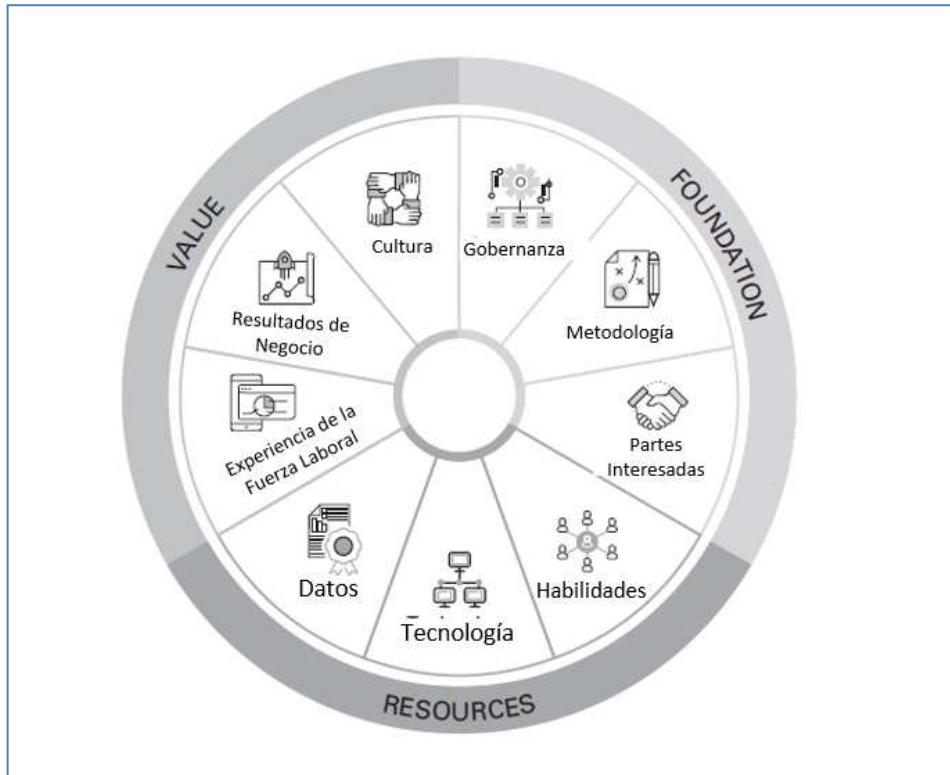 VALUE
FOUNDATION
Cultura
Gobernanza
Resultados de
Negocio
Metodología
Experiencia de la
Fuerza Laboral
Partes
Interesadas
Datos
Tecnología
Habilidades
RESOURCES